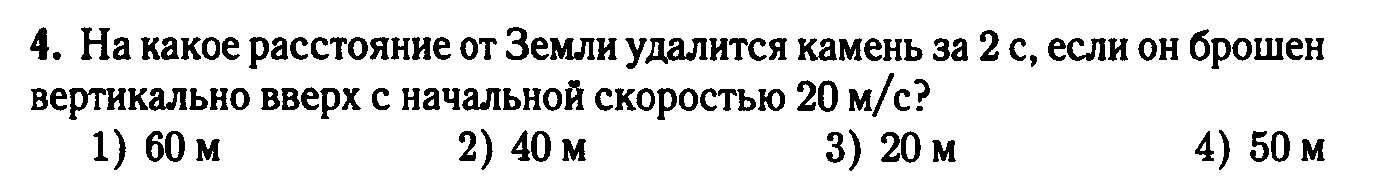 4. На какое расстояние от Земли удалится камень за 2 с, если он брошен
вертикально вверх с начальной скоростью 20 м/с?
1) 60 м 2) 40 м 3) 20 м 4) 50 м